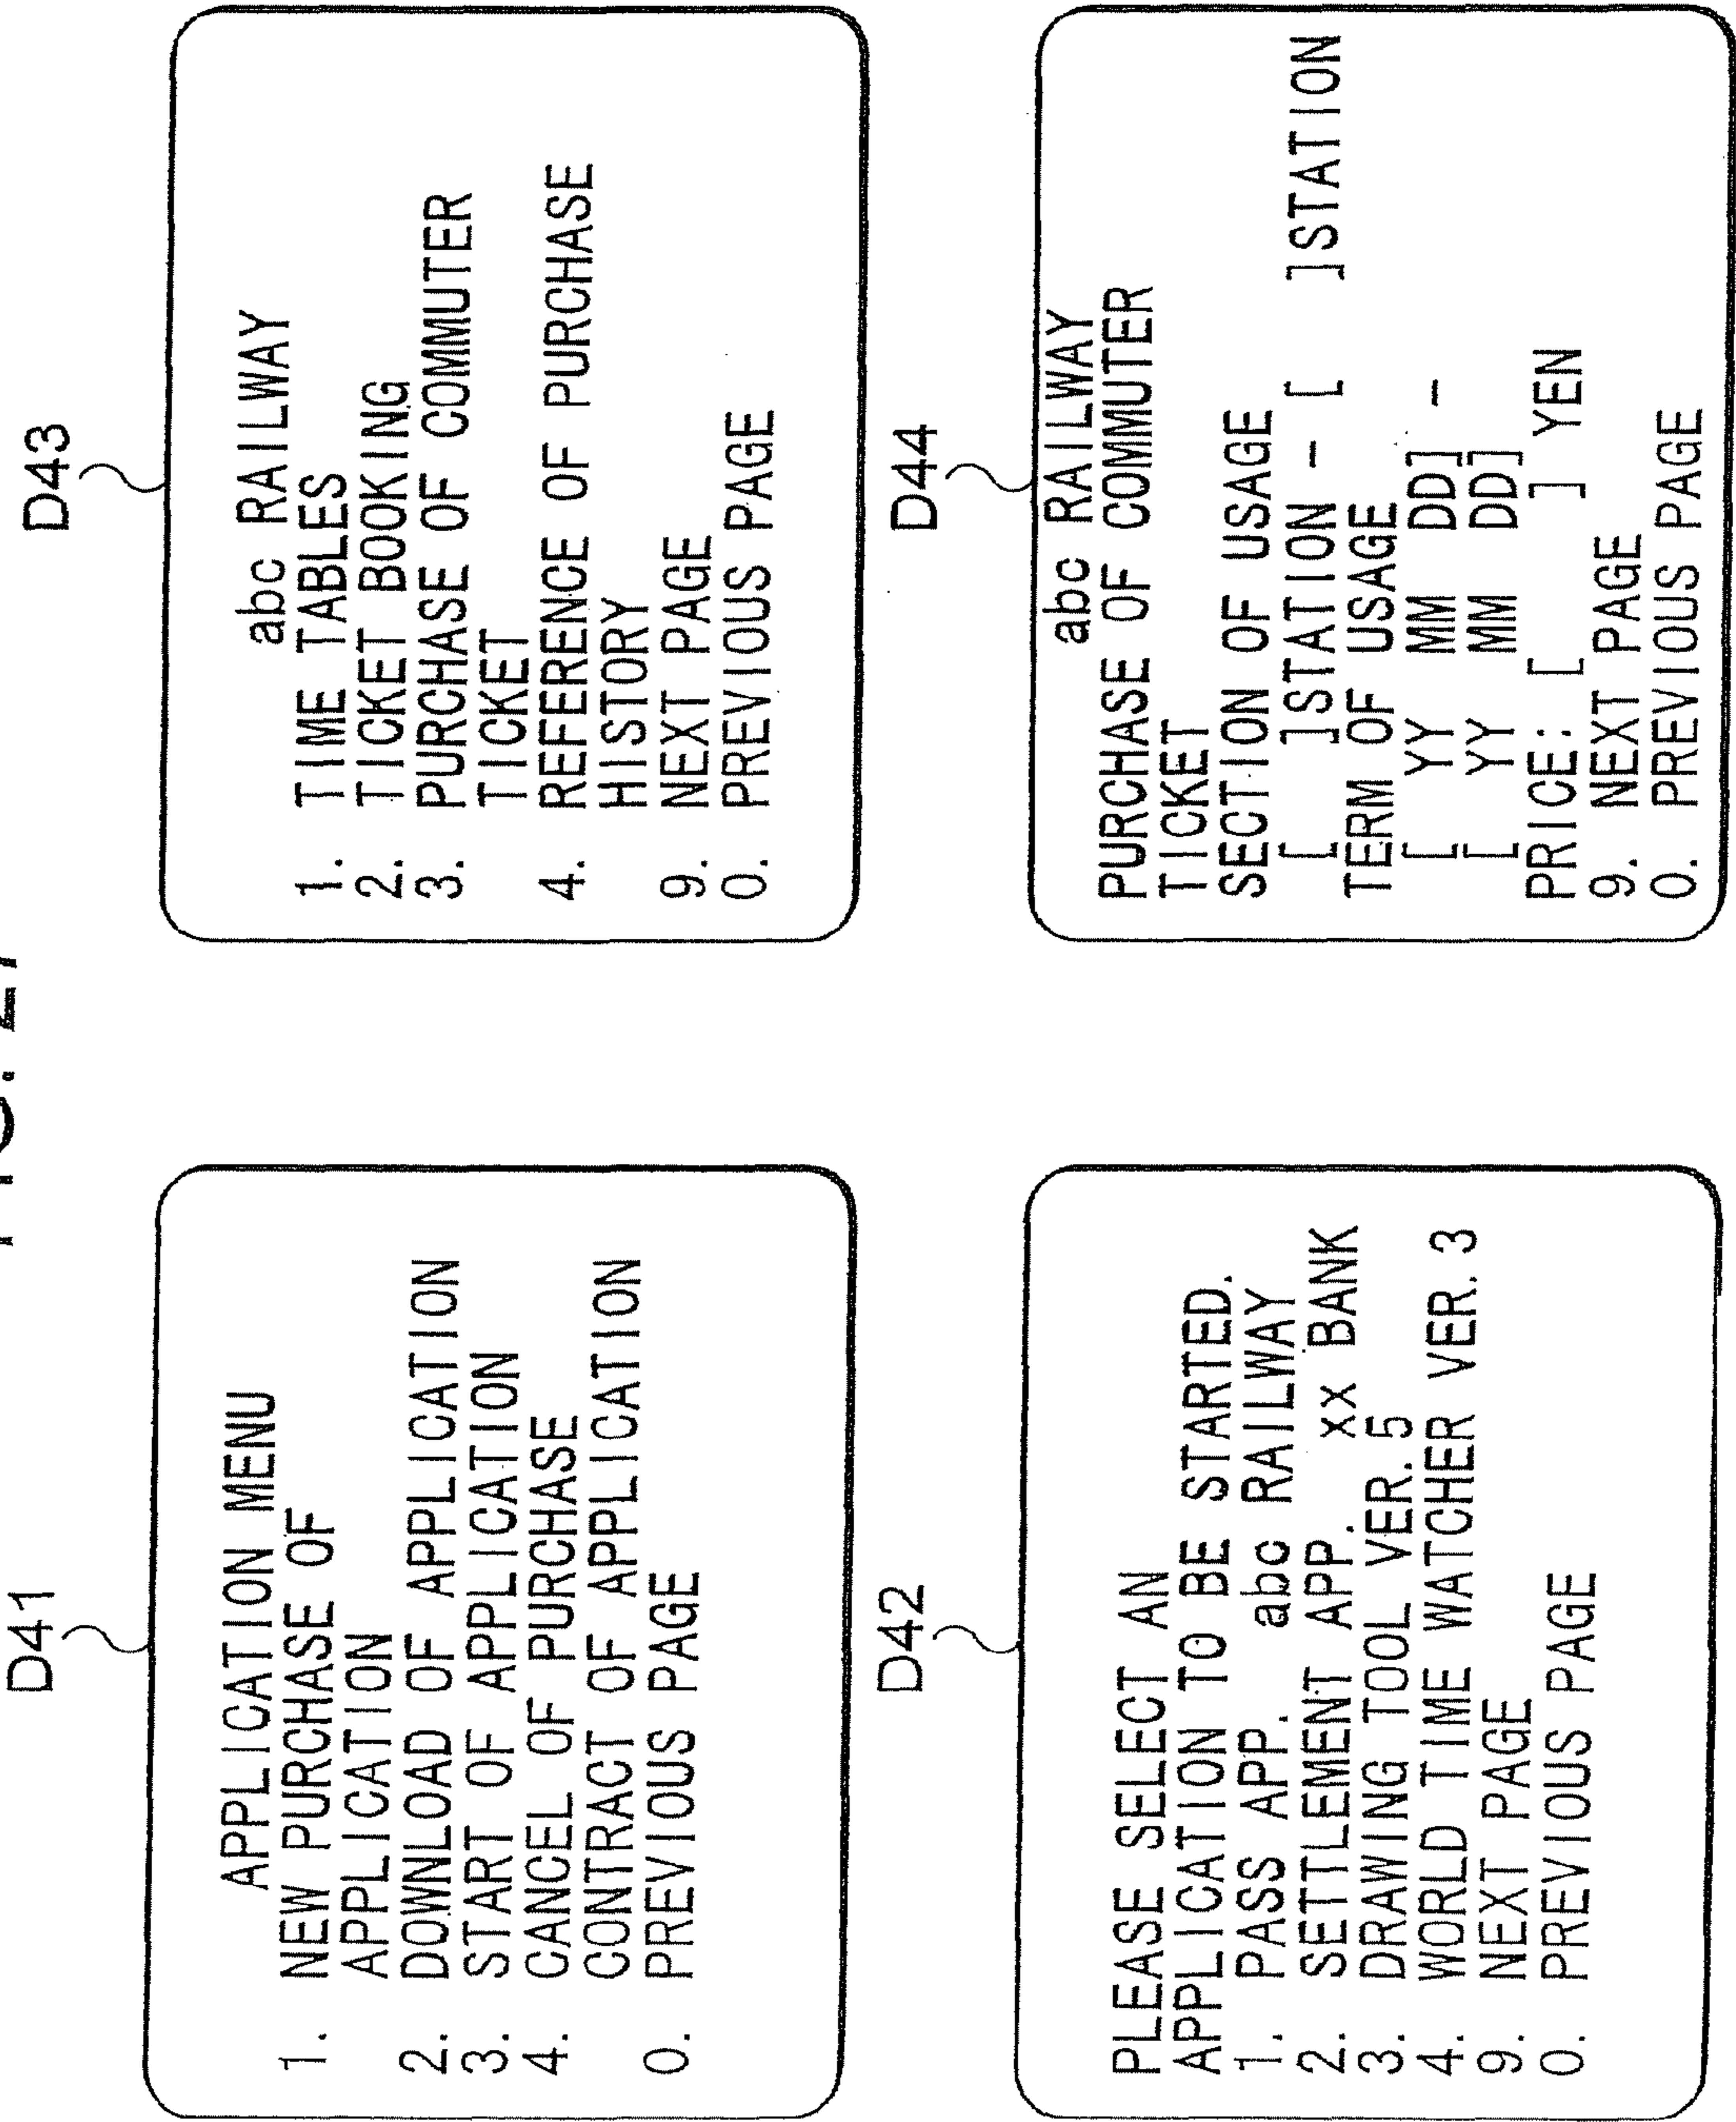 D41
APPLICATION MENU
1. NEW PURCHASE OF
APPLICATION
2. DOWNLOAD OF APPLICATION
3. START OF APPLICATION
4. CANCEL OF PURCHASE
CONTRACT OF APPLICATION
0. PREVIOUS PAGE
D42
PLEASE SELECT AN
APPLICATION TO BE STARTED.
1. PASS APP. abc RAILWAY
2. SETTLEMENT APP. xx BANK
3. DRAWING TOOL VER.5
4. WORLD TIME WATCHER VER.3
9. NEXT PAGE
0. PREVIOUS PAGE
D43
abc RAILWAY
1. TIME TABLES
2. TICKET BOOKING
3. PURCHASE OF COMMUTER
TICKET
4. REFERENCE OF PURCHASE
HISTORY
9. NEXT PAGE
0. PREVIOUS PAGE
D44
abc RAILWAY
PURCHASE OF COMMUTER
TICKET
SECTION OF USAGE
[ ]STATION - [ ]STATION
TERM OF USAGE
[ YY MM DD] -
[ YY MM DD]
PRICE: [ ] YEN
9. NEXT PAGE
0. PREVIOUS PAGE